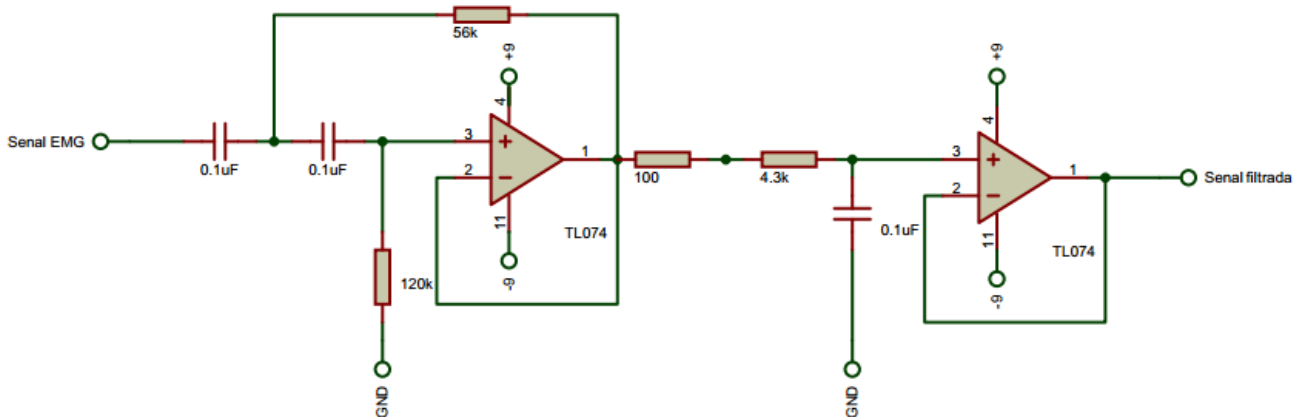 56k
Senal EMG
0.1uF
0.1uF
120k
+9
4
3
2
1
11
TL074
-9
GND
100
4.3k
0.1uF
GND
+9
4
3
2
1
11
TL074
-9
Senal filtrada